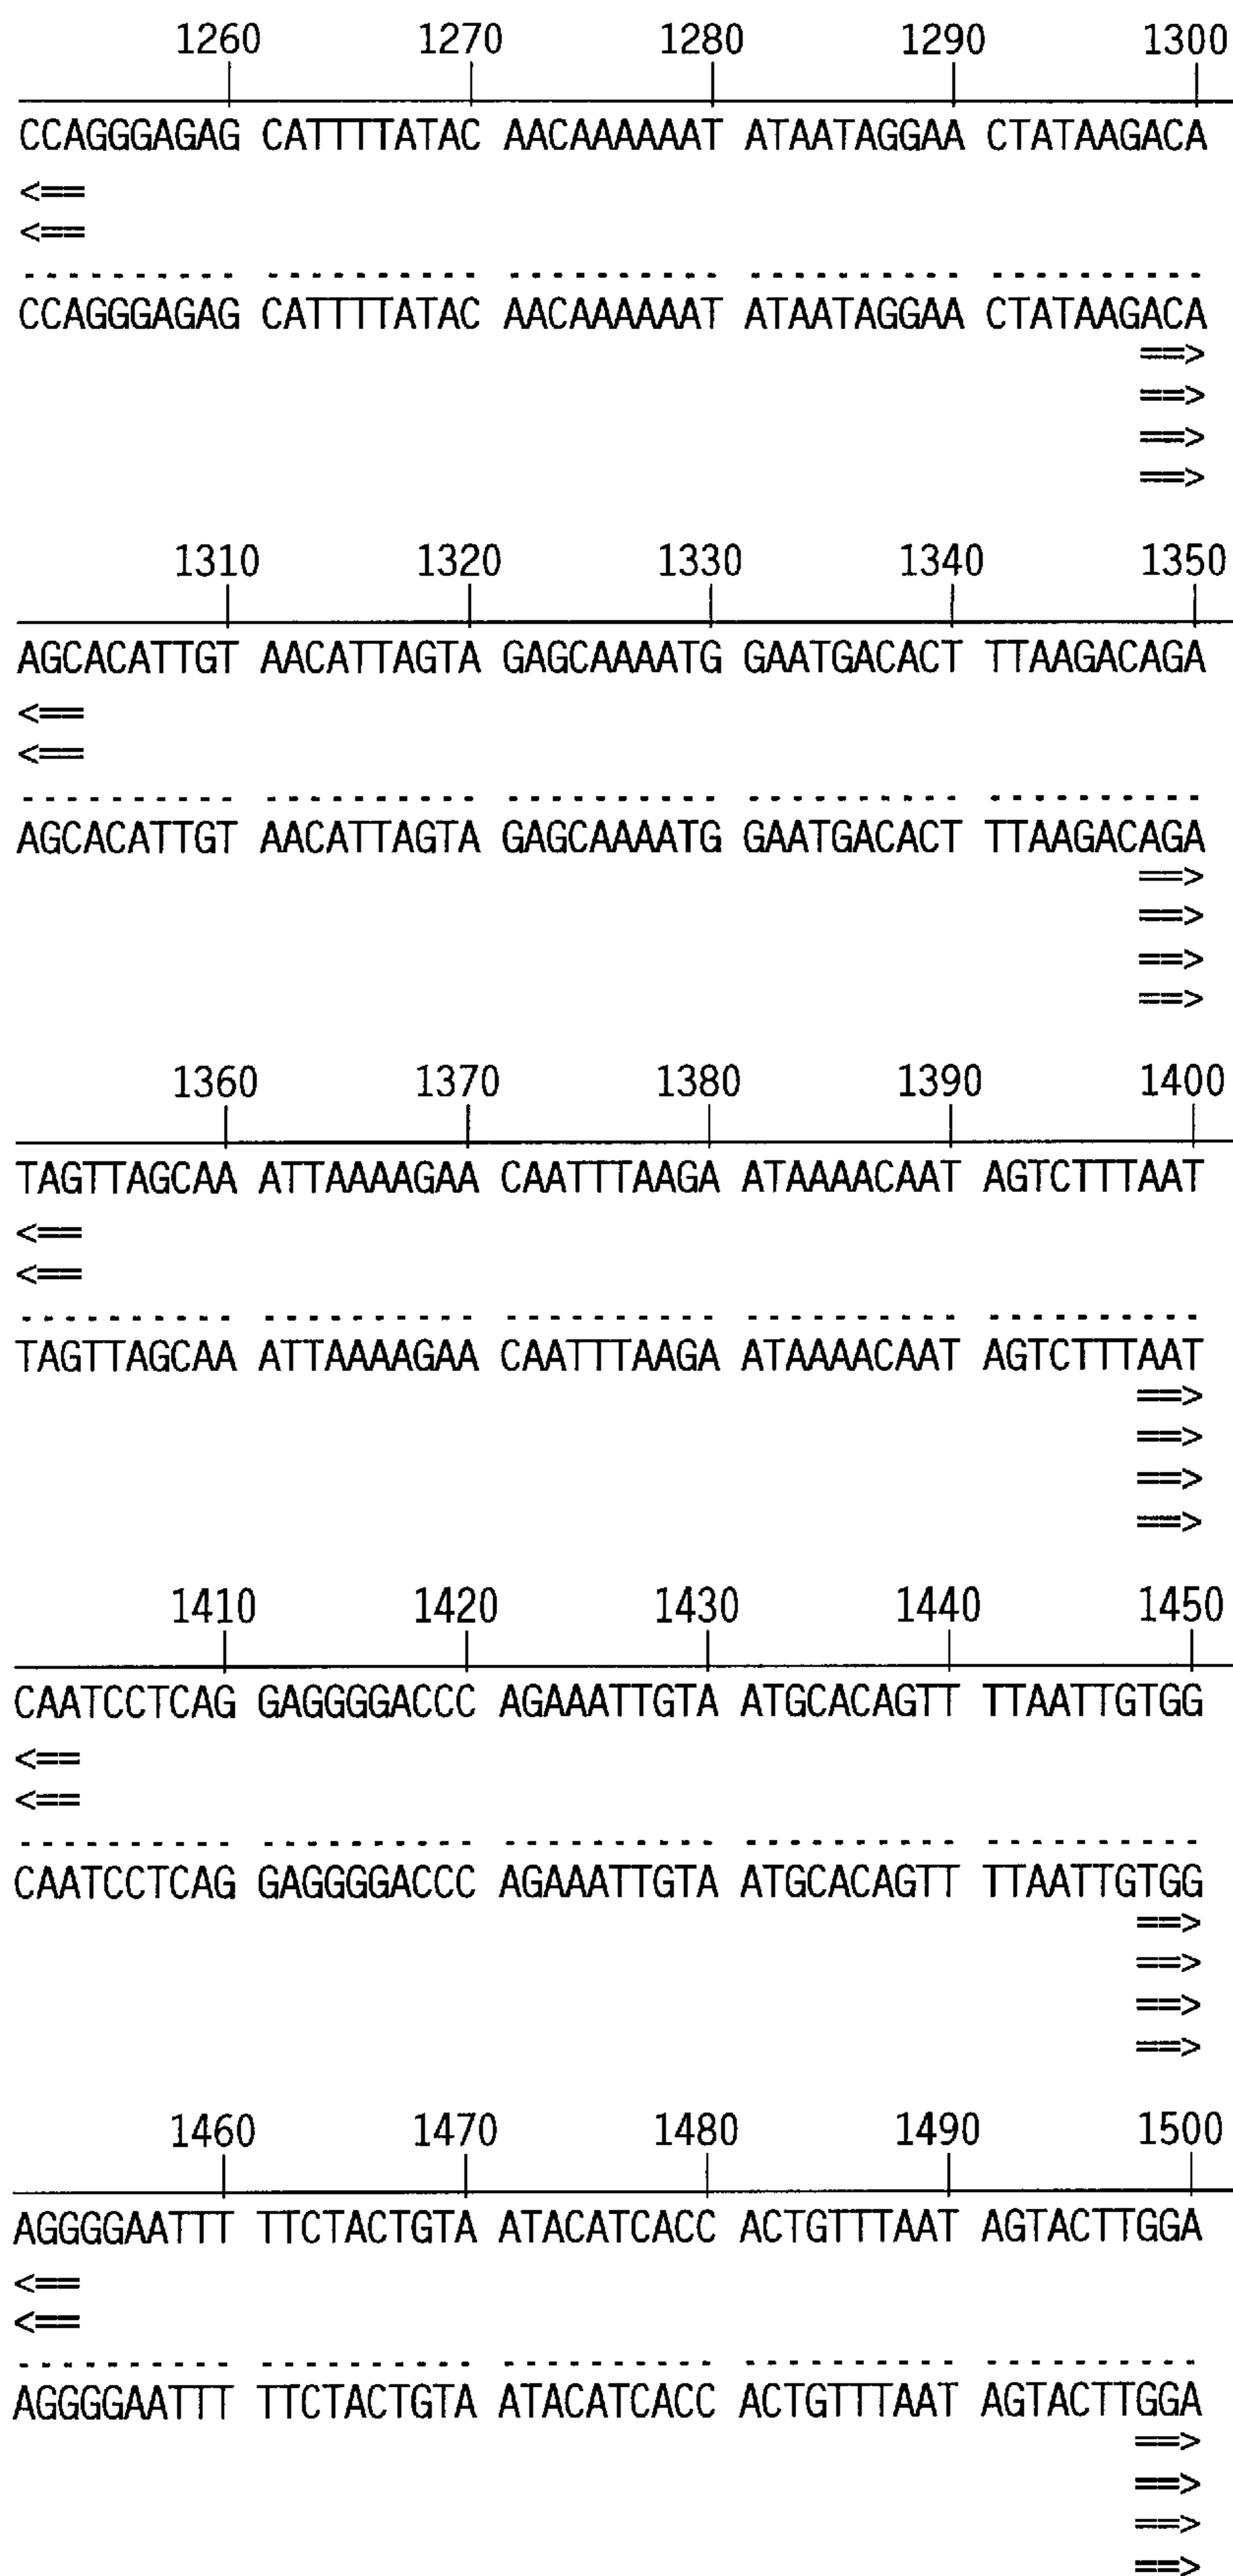 1260 1270 1280 1290 1300
CCAGGGAGAG CATTTTATAC AACAAAAAAT ATAATAGGAA CTATAAGACA
<==
<==
---------- ---------- ---------- ---------- ----------
CCAGGGAGAG CATTTTATAC AACAAAAAAT ATAATAGGAA CTATAAGACA
==>
==>
==>
==>
1310 1320 1330 1340 1350
AGCACATTGT AACATTAGTA GAGCAAAATG GAATGACACT TTAAGACAGA
<==
<==
---------- ---------- ---------- ---------- ----------
AGCACATTGT AACATTAGTA GAGCAAAATG GAATGACACT TTAAGACAGA
==>
==>
==>
==>
1360 1370 1380 1390 1400
TAGTTAGCAA ATTAAAAGAA CAATTTAAGA ATAAAACAAT AGTCTTTAAT
<==
<==
---------- ---------- ---------- ---------- ----------
TAGTTAGCAA ATTAAAAGAA CAATTTAAGA ATAAAACAAT AGTCTTTAAT
==>
==>
==>
==>
1410 1420 1430 1440 1450
CAATCCTCAG GAGGGGACCC AGAAATTGTA ATGCACAGTT TTAATTGTGG
<==
<==
---------- ---------- ---------- ---------- ----------
CAATCCTCAG GAGGGGACCC AGAAATTGTA ATGCACAGTT TTAATTGTGG
==>
==>
==>
==>
1460 1470 1480 1490 1500
AGGGGAATTT TTCTACTGTA ATACATCACC ACTGTTTAAT AGTACTTGGA
<==
<==
---------- ---------- ---------- ---------- ----------
AGGGGAATTT TTCTACTGTA ATACATCACC ACTGTTTAAT AGTACTTGGA
==>
==>
==>
==>